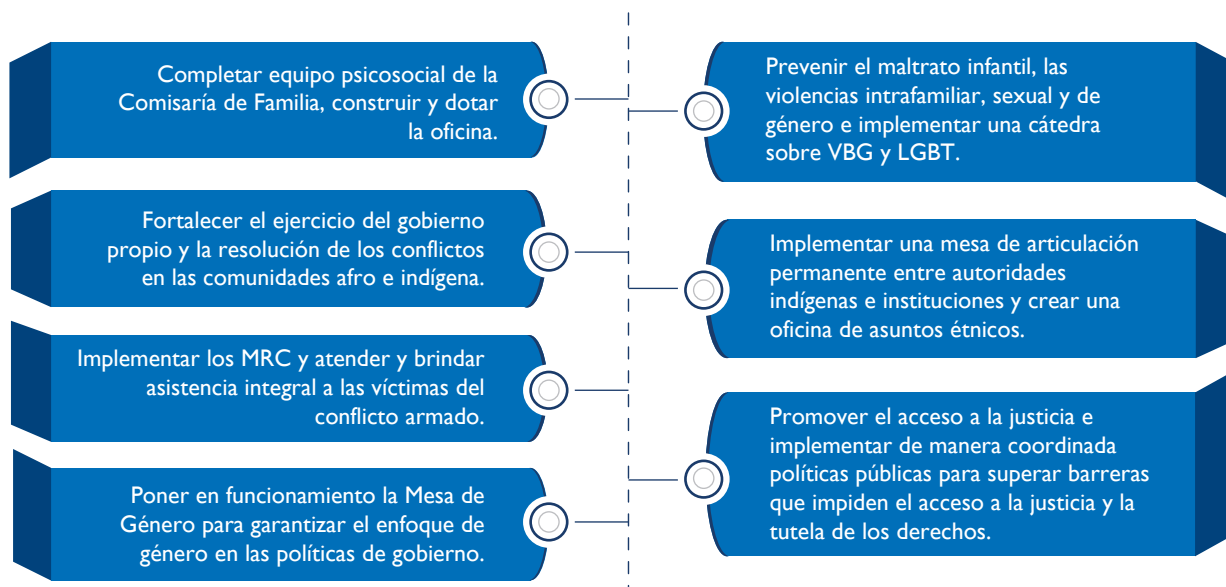 Completar equipo psicosocial de la
Comisaría de Familia, construir y dotar
la oficina.
Fortalecer el ejercicio del gobierno
propio y la resolución de los conflictos
en las comunidades afro e indígena.
Implementar los MRC y atender y brindar
asistencia integral a las víctimas del
conflicto armado.
Poner en funcionamiento la Mesa de
Género para garantizar el enfoque de
género en las políticas de gobierno.
Prevenir el maltrato infantil, las
violencias intrafamiliar, sexual y de
género e implementar una cátedra
sobre VBG y LGBT.
Implementar una mesa de articulación
permanente entre autoridades
indígenas e instituciones y crear una
oficina de asuntos étnicos.
Promover el acceso a la justicia e
implementar de manera coordinada
políticas públicas para superar barreras
que impiden el acceso a la justicia y la
tutela de los derechos.